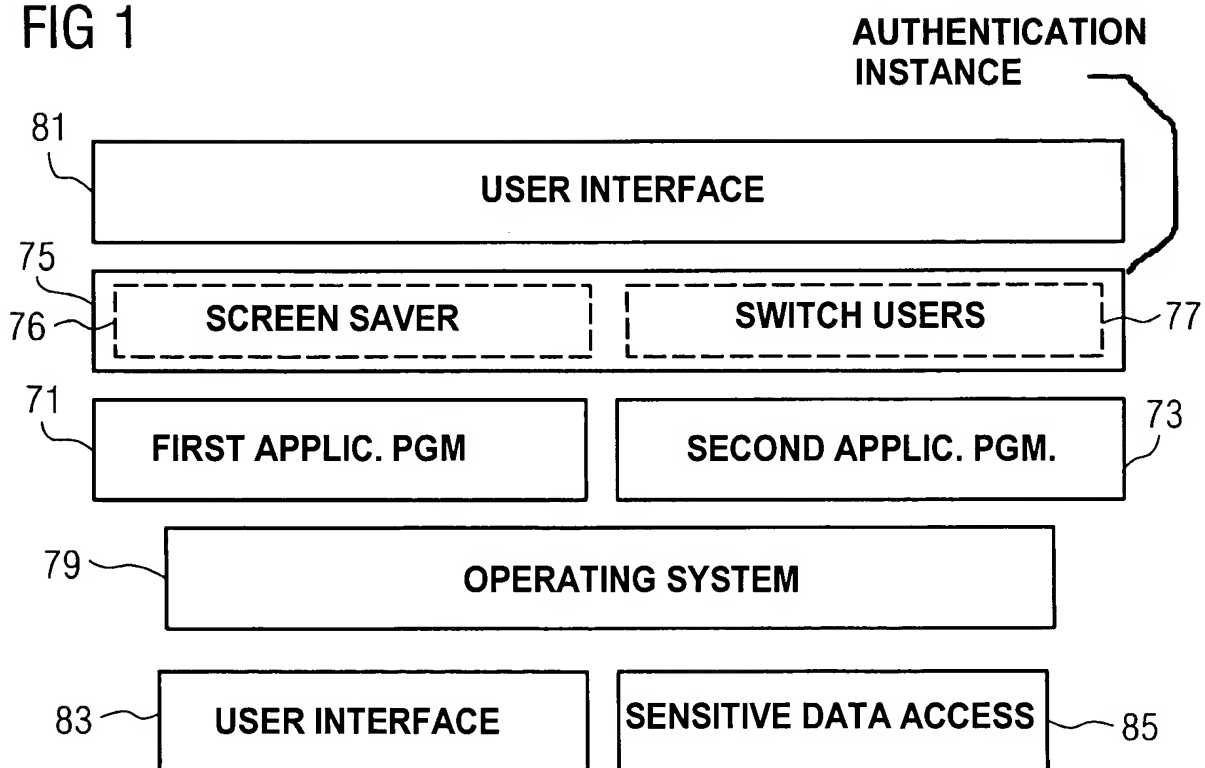 FIG 1
AUTHENTICATION
INSTANCE
81
USER INTERFACE
75
76
SCREEN SAVER
SWITCH USERS
77
71
FIRST APPLIC. PGM
SECOND APPLIC. PGM.
73
79
OPERATING SYSTEM
83
USER INTERFACE
SENSITIVE DATA ACCESS
85